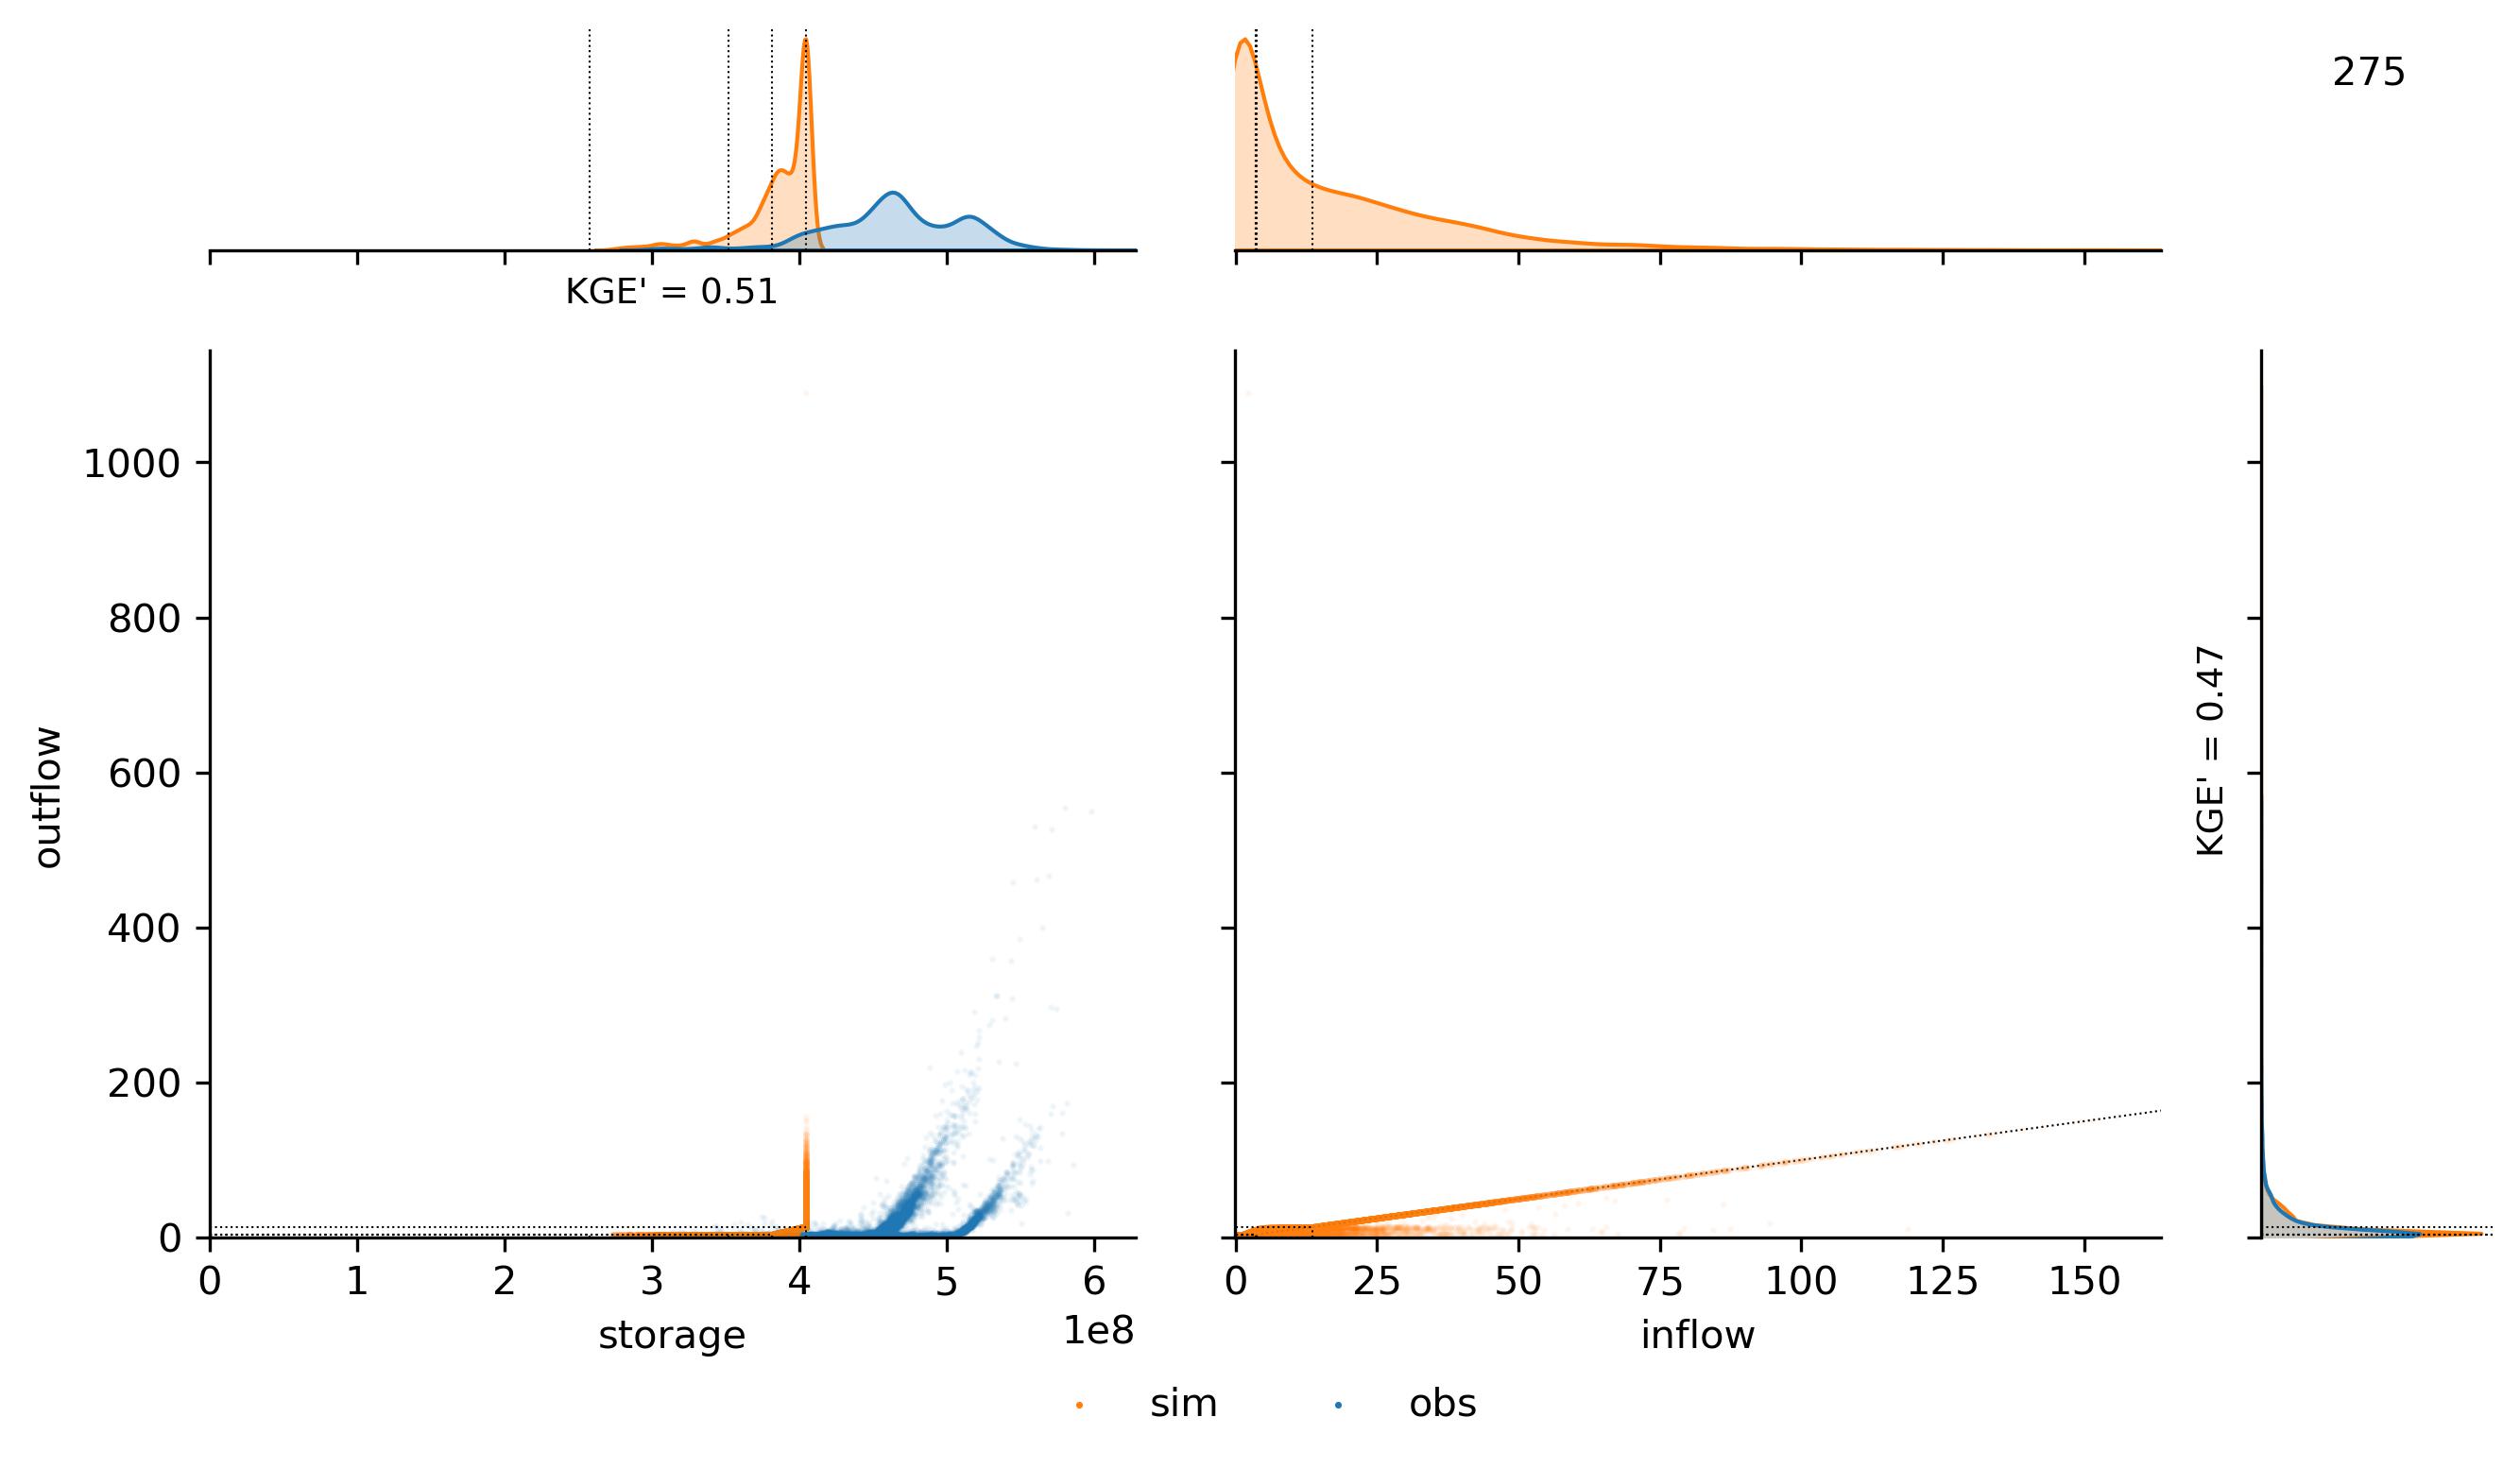 275
KGE' = 0.51
1000
800
600
400
200
0
outflow
KGE' = 0.47
0 1 2 3 4 5 6
1e8
storage
0 25 50 75 100 125 150
inflow
sim obs